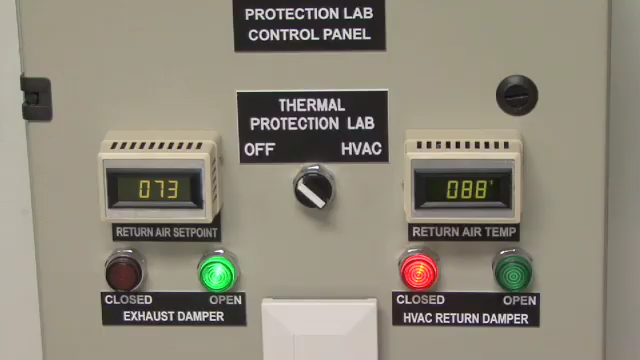 PROTECTION LAB
CONTROL PANEL
THERMAL
PROTECTION LAB
OFF HVAC
073
088'
RETURN AIR SETPOINT
RETURN AIR TEMP
CLOSED OPEN
EXHAUST DAMPER
CLOSED OPEN
HVAC RETURN DAMPER